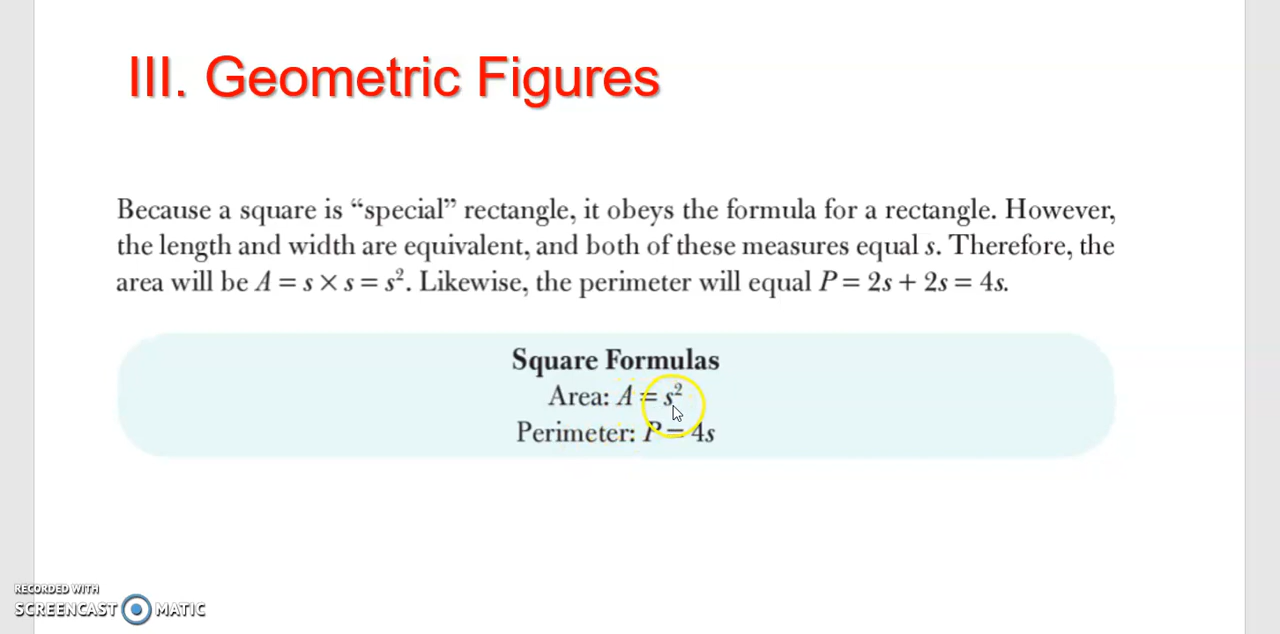 III. Geometric Figures
Because a square is “special” rectangle, it obeys the formula for a rectangle. However,
the length and width are equivalent, and both of these measures equal s. Therefore, the
area will be A = s × s = s². Likewise, the perimeter will equal P = 2s + 2s = 4s.
Square Formulas
Area: A = s²
Perimeter: P = 4s
RECORDED WITH
SCREENCAST MATIC